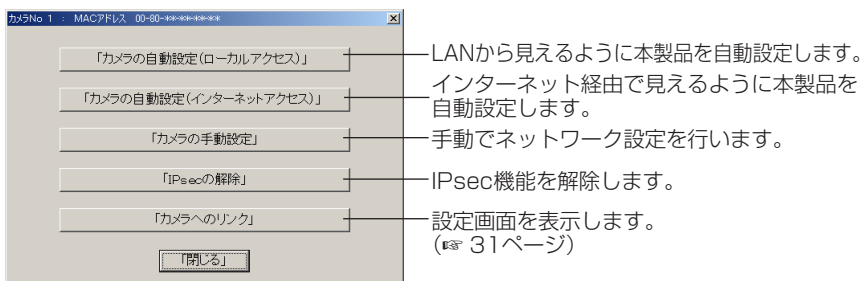 カメラNo 1 : MACアドレス 00-80-**-**-**-**
「カメラの自動設定(ローカルアクセス)」
LANから見えるように本製品を自動設定します。
「カメラの自動設定(インターネットアクセス)」
インターネット経由で見えるように本製品を
自動設定します。
「カメラの手動設定」
手動でネットワーク設定を行います。
「IPsecの解除」
IPsec機能を解除します。
「カメラへのリンク」
設定画面を表示します。
(☞ 31ページ)
「閉じる」